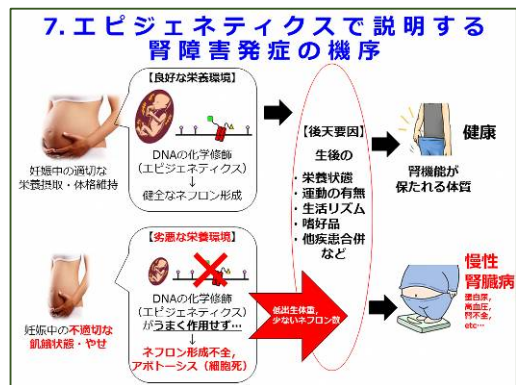 7.エピジェネティクスで説明する
腎障害発症の機序
【良好な栄養環境】
DNAの化学修飾
(エピジェネティクス)
↓
健全なネフロン形成
妊娠中の適切な
栄養摂取・体格維持
【後天要因】
生後の
・栄養状態
・運動の有無
・生活リズム
・嗜好品
・他疾患合併
など
健康
腎機能が
保たれる体質
【劣悪な栄養環境】
DNAの化学修飾
(エピジェネティクス)
がうまく作用せず…
↓
ネフロン形成不全,
アポトーシス(細胞死)
妊娠中の不適切な
飢餓状態・やせ
低出生体重,
少ないネフロン数
慢性
腎臓病
蛋白尿,
高血圧,
腎不全,
etc…